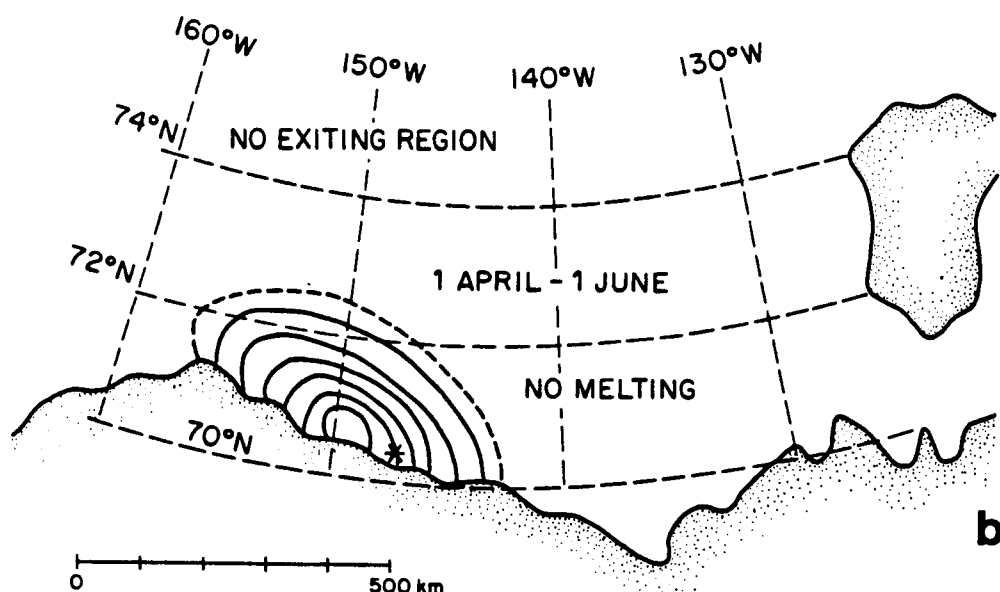 160°W
150°W
140°W
130°W
74°N
NO EXITING REGION
72°N
1 APRIL - 1 JUNE
NO MELTING
70°N
b
0 500 km